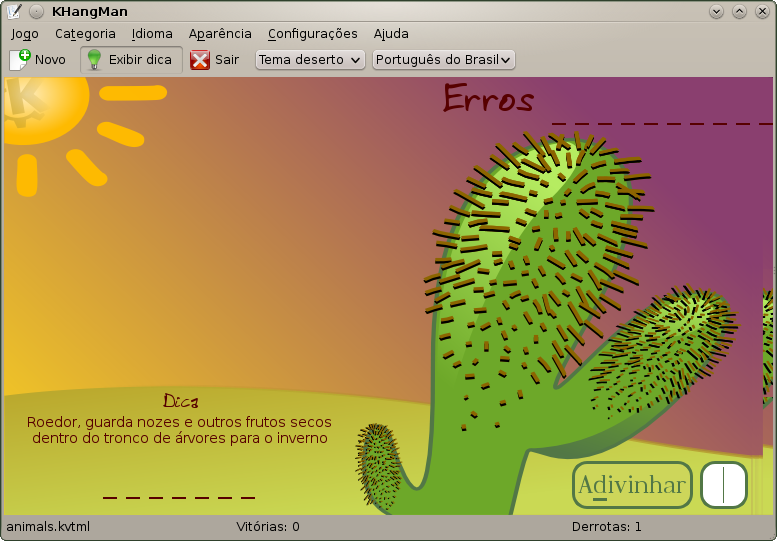 KHangMan
Jogo Categoria Idioma Aparência Configurações Ajuda
Novo Exibir dica Sair Tema deserto Português do Brasil
K
Erros
Dica
Roedor, guarda nozes e outros frutos secos
dentro do tronco de árvores para o inverno
Adivinhar
animals.kvtml Vitórias: 0 Derrotas: 1